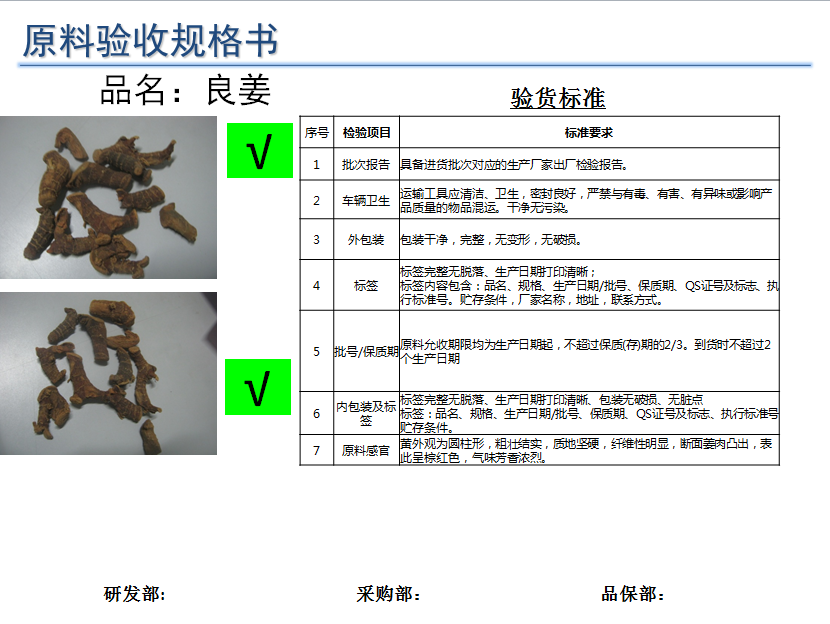 原料验收规格书
品名：良姜
验货标准
√
序号 检验项目 标准要求
1 批次报告 具备进货批次对应的生产厂家出厂检验报告。
2 车辆卫生 运输工具应清洁、卫生，密封良好，严禁与有毒、有害、有异味或影响产
品质量的物品混运。干净无污染。
3 外包装 包装干净，完整，无变形，无破损。
4 标签 标签完整无脱落、生产日期打印清晰；
标签内容包含：品名、规格、生产日期/批号、保质期、QS证号及标志、执
行标准号。贮存条件，厂家名称，地址，联系方式。
5 批号/保质期 原料允收期限均为生产日期起，不超过保质(存)期的2/3。到货时不超过2
个生产日期
√
6 内包装及标
签 标签完整无脱落、生产日期打印清晰、包装无破损、无脏点
标签：品名、规格、生产日期/批号、保质期、QS证号及标志、执行标准号
贮存条件。
7 原料感官 黄外观为圆柱形，粗壮结实，质地坚硬，纤维性明显，断面姜肉凸出，表
此呈棕红色，气味芳香浓烈。
研发部: 采购部： 品保部：